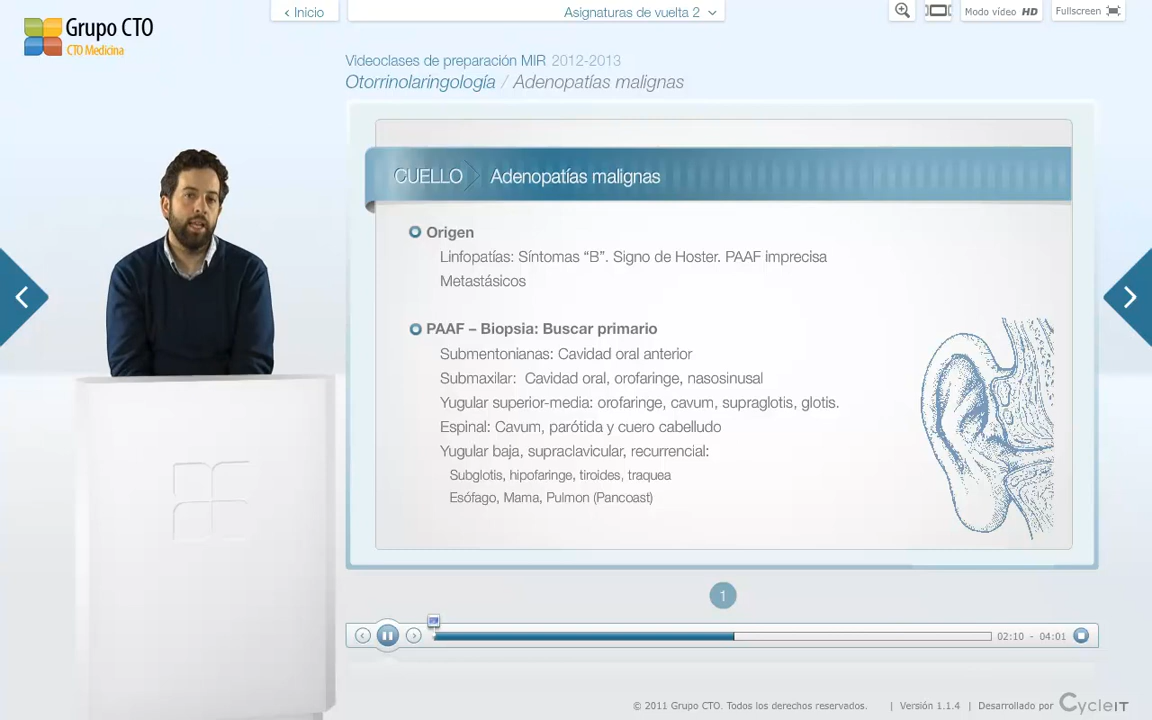 Grupo CTO
CTO Medicina
‹ Inicio
Asignaturas de vuelta 2
Modo vídeo HD
Fullscreen
Videoclases de preparación MIR 2012-2013
Otorrinolaringología / Adenopatías malignas
CUELLO Adenopatías malignas
Origen
Linfopatías: Síntomas “B”. Signo de Hoster. PAAF imprecisa
Metastásicos
PAAF – Biopsia: Buscar primario
Submentonianas: Cavidad oral anterior
Submaxilar: Cavidad oral, orofaringe, nasosinusal
Yugular superior-media: orofaringe, cavum, supraglotis, glotis.
Espinal: Cavum, parótida y cuero cabelludo
Yugular baja, supraclavicular, recurrencial:
Subglotis, hipofaringe, tiroides, traquea
Esófago, Mama, Pulmon (Pancoast)
1
02:10 - 04:01
© 2011 Grupo CTO. Todos los derechos reservados. | Versión 1.1.4 | Desarrollado por CycleIT